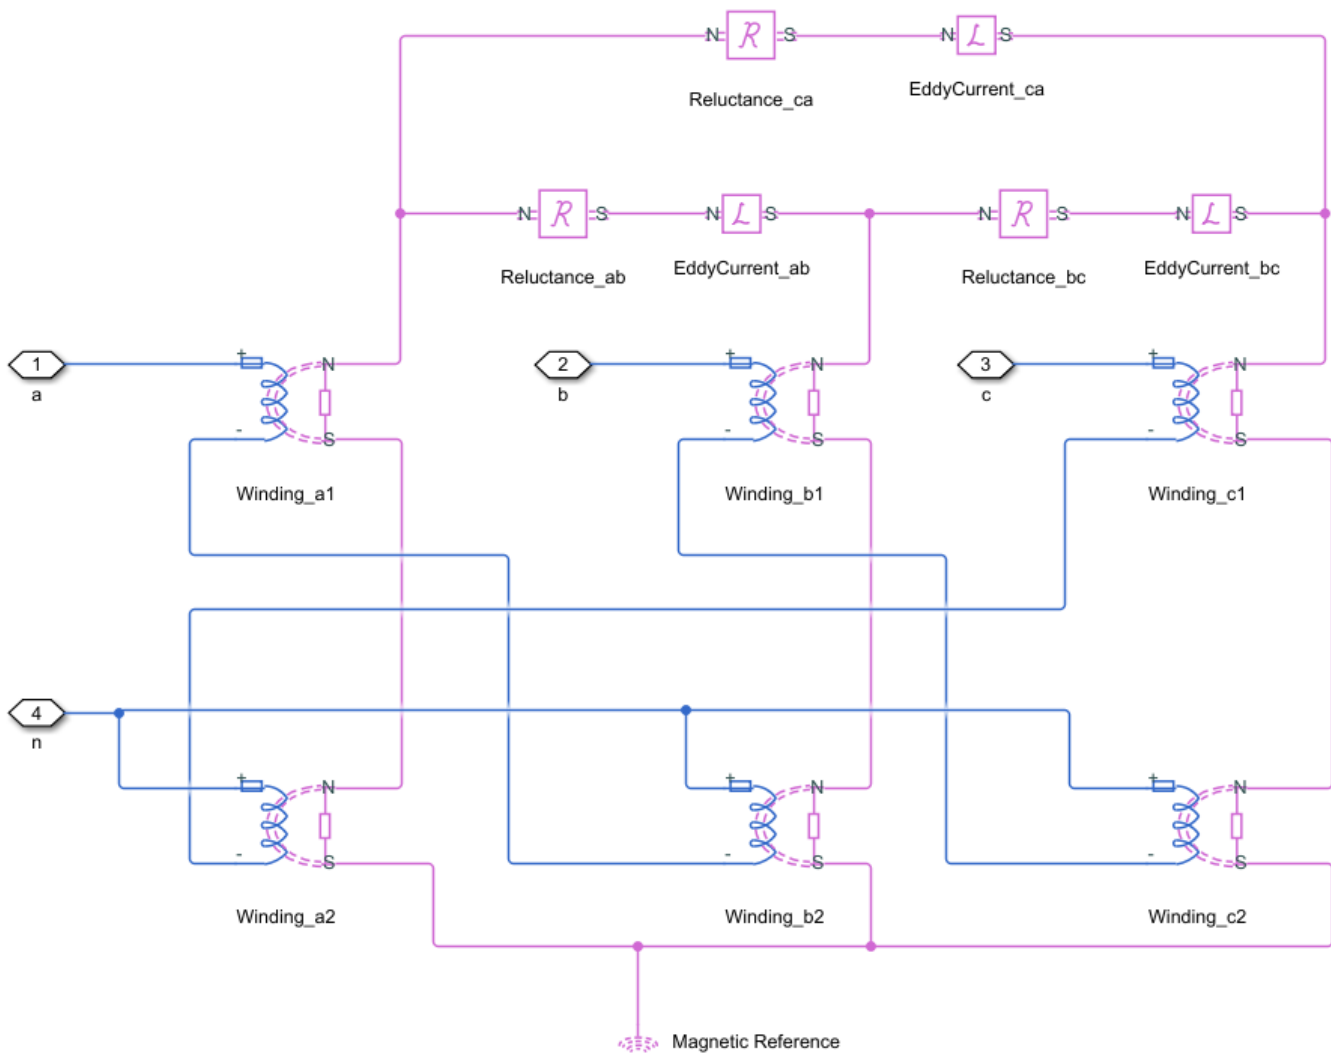 N R S N L S
Reluctance_ca EddyCurrent_ca
N R S N L S N R S N L S
Reluctance_ab EddyCurrent_ab Reluctance_bc EddyCurrent_bc
1 + N 2 + N 3 + N
a b c
- S - S - S
Winding_a1 Winding_b1 Winding_c1
4
n
+ N + N + N
- S - S - S
Winding_a2 Winding_b2 Winding_c2
Magnetic Reference